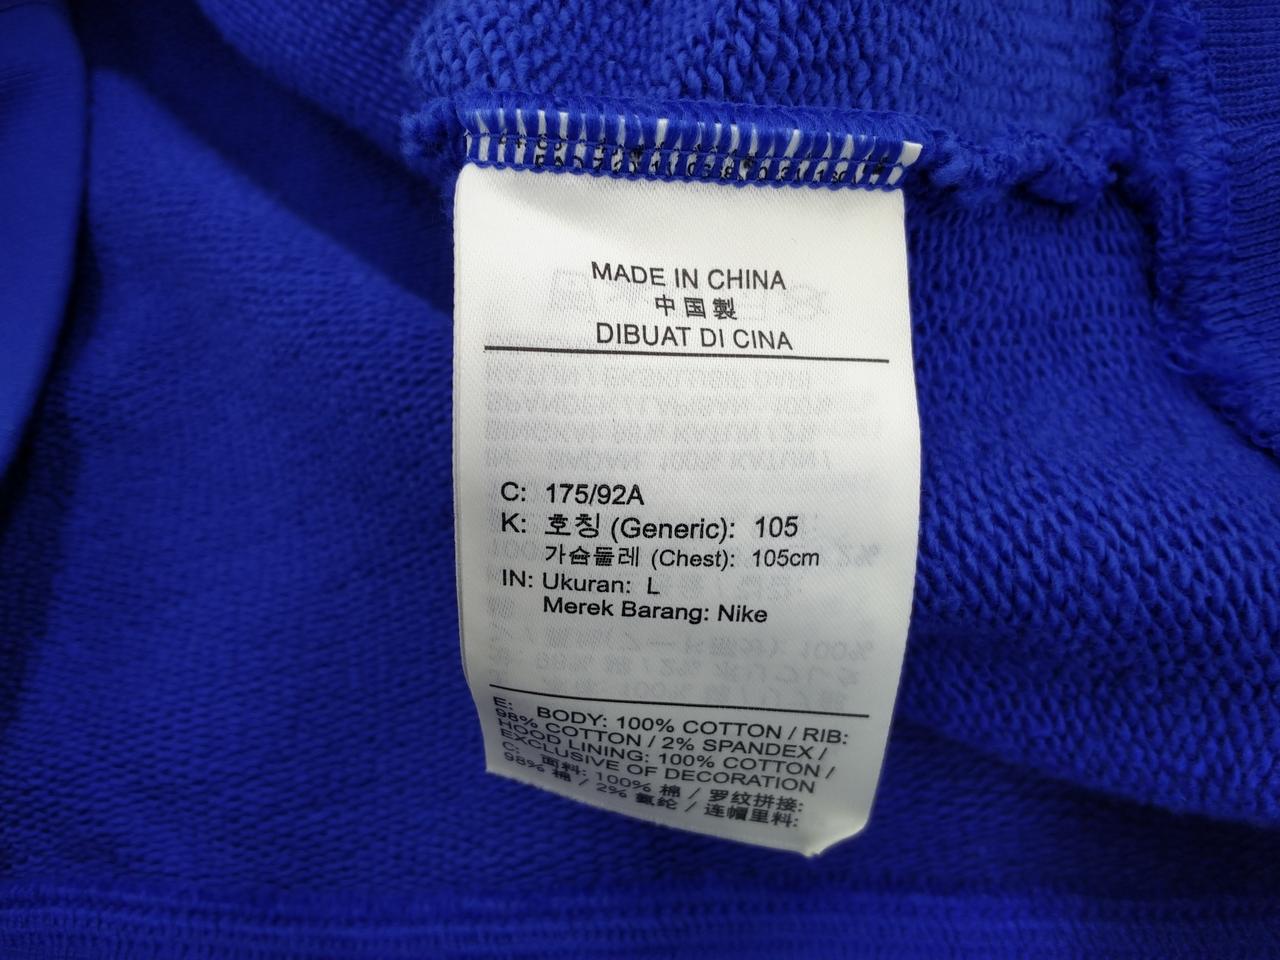 MADE IN CHINA
中国製
DIBUAT DI CINA
C: 175/92A
K: 호칭 (Generic): 105
가슴둘레 (Chest): 105cm
IN: Ukuran: L
Merek Barang: Nike
E: BODY: 100% COTTON / RIB:
98% COTTON / 2% SPANDEX /
HOOD LINING: 100% COTTON /
EXCLUSIVE OF DECORATION
C: 面料: 100% 棉 / 罗纹拼接:
98% 棉 / 2% 氨纶 / 连帽里料: